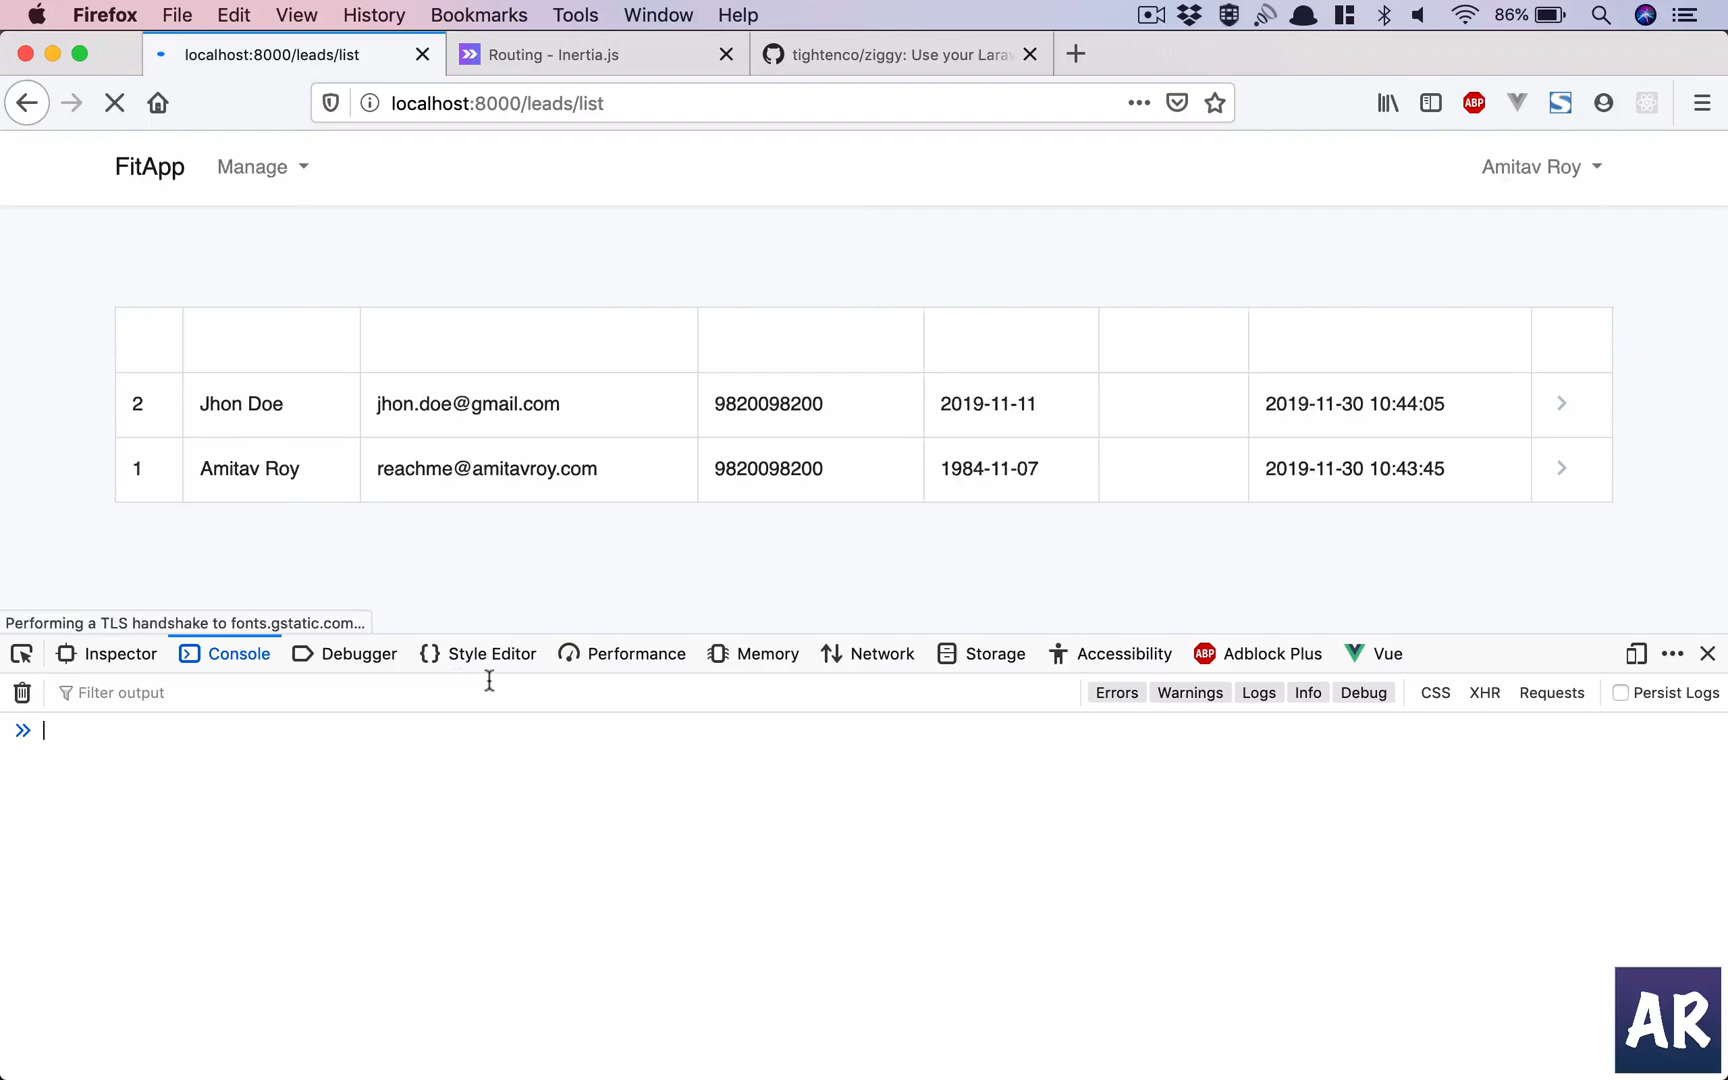 Firefox File Edit View History Bookmarks Tools Window Help 86%
localhost:8000/leads/list Routing - Inertia.js tightenco/ziggy: Use your Larav
localhost:8000/leads/list ABP
FitApp Manage Amitav Roy
2 Jhon Doe jhon.doe@gmail.com 9820098200 2019-11-11 2019-11-30 10:44:05
1 Amitav Roy reachme@amitavroy.com 9820098200 1984-11-07 2019-11-30 10:43:45
Performing a TLS handshake to fonts.gstatic.com...
Inspector Console Debugger Style Editor Performance Memory Network Storage Accessibility ABP Adblock Plus Vue
Filter output Errors Warnings Logs Info Debug CSS XHR Requests Persist Logs
AR